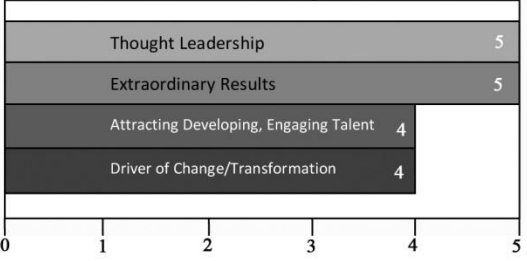 Thought Leadership 5
Extraordinary Results 5
Attracting Developing, Engaging Talent 4
Driver of Change/Transformation 4
0 1 2 3 4 5